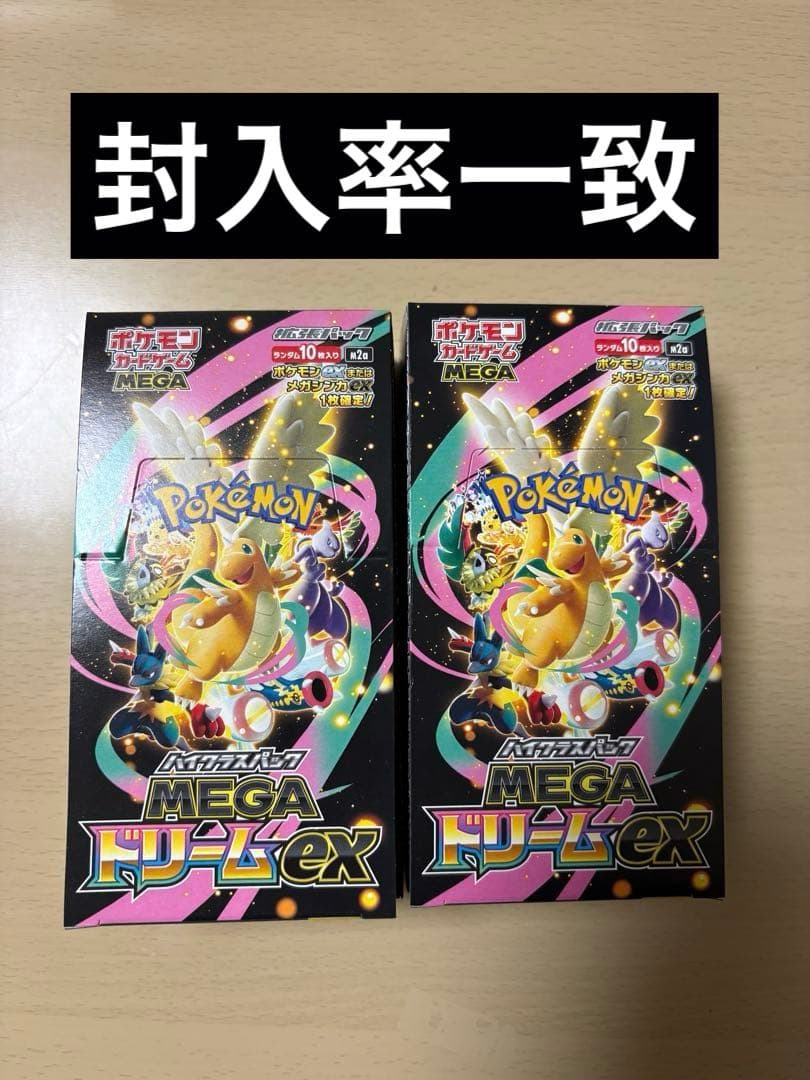 封入率一致
ポケモン
カードゲーム
MEGA
拡張パック
ランダム10枚入り
M2a
ポケモンexまたは
メガシンカex
1枚確定!
POKÉMON
ハイクラスパック
MEGA
ドリームex
ポケモン
カードゲーム
MEGA
拡張パック
ランダム10枚入り
M2a
ポケモンexまたは
メガシンカex
1枚確定!
POKÉMON
ハイクラスパック
MEGA
ドリームex